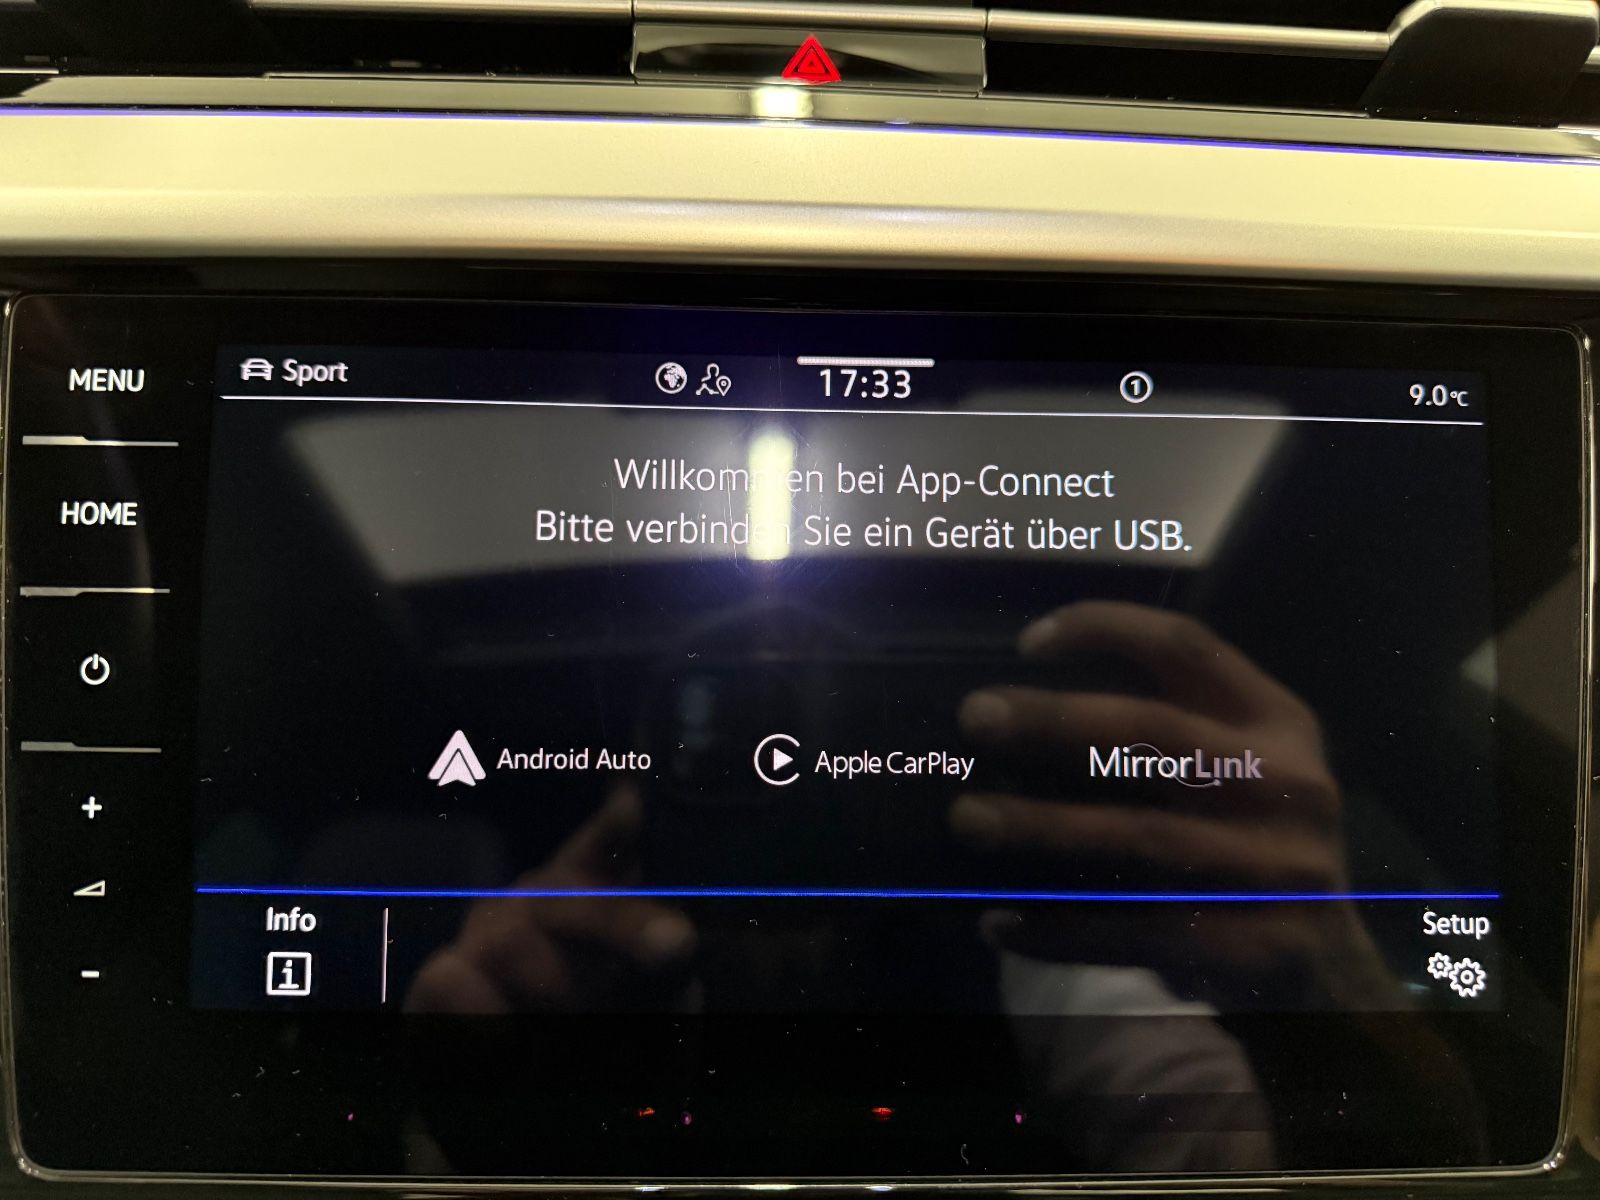 MENU
HOME
Sport
17:33
1
9.0°C
Willkommen bei App-Connect
Bitte verbinden Sie ein Gerät über USB.
Android Auto
Apple CarPlay
MirrorLink
+
-
Info
i
Setup